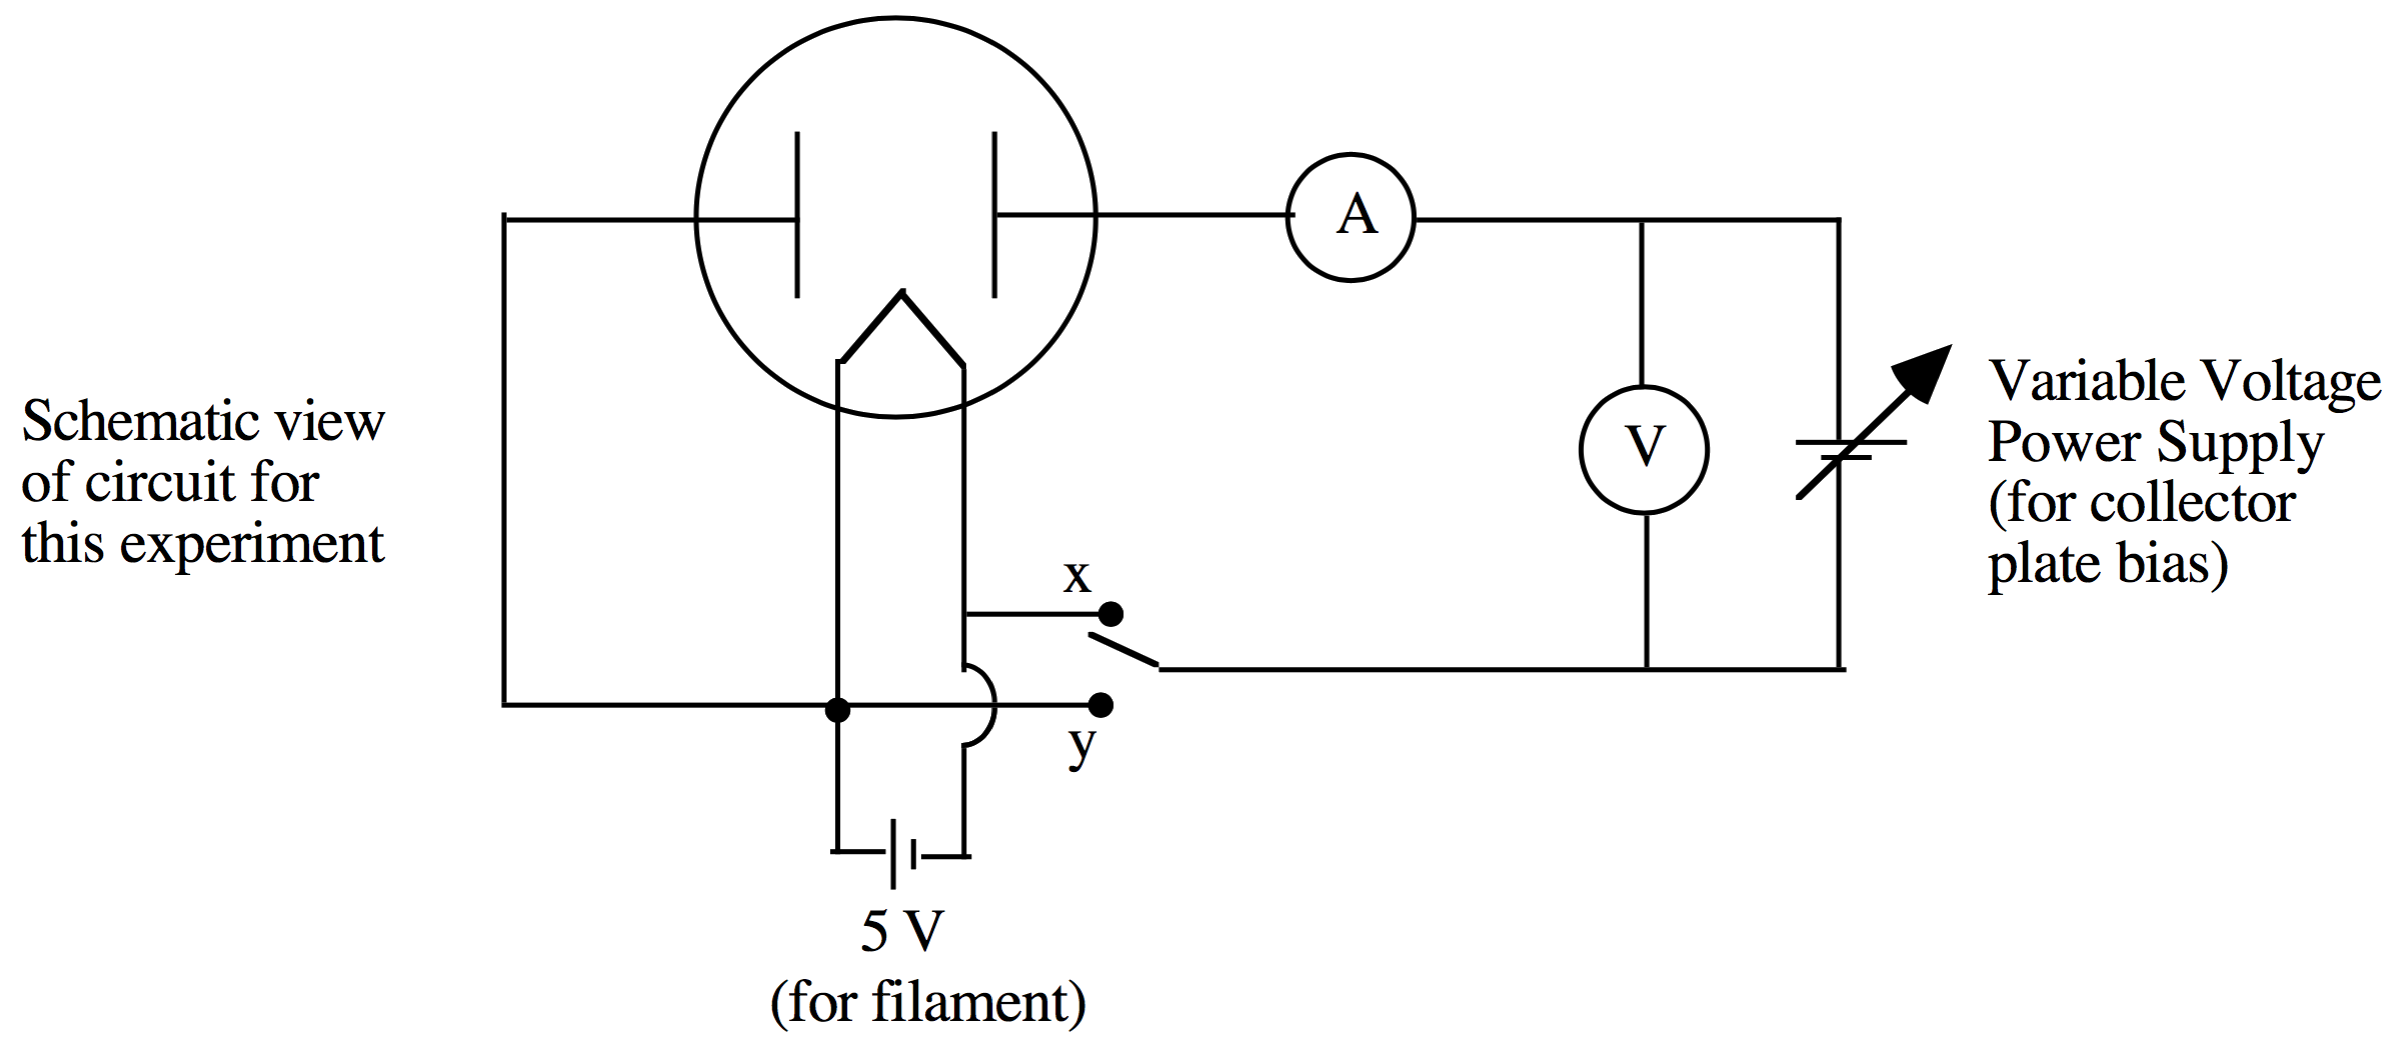 Schematic view
of circuit for
this experiment
A
V
Variable Voltage
Power Supply
(for collector
plate bias)
x
y
5 V
(for filament)